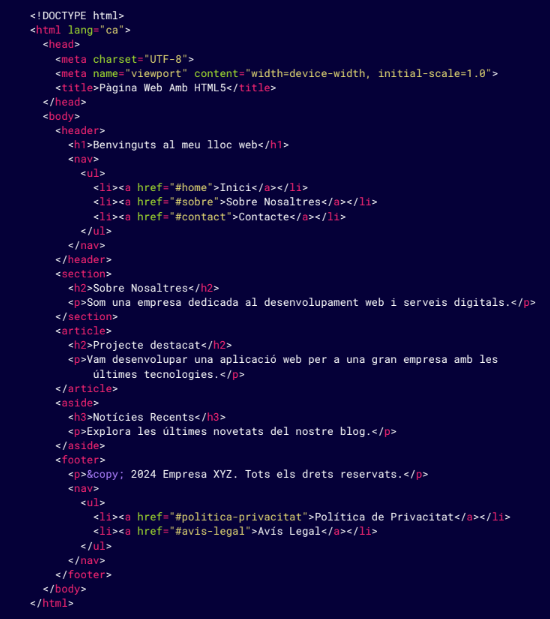 <!DOCTYPE html>
<html lang="ca">
<head>
<meta charset="UTF-8">
<meta name="viewport" content="width=device-width, initial-scale=1.0">
<title>Pàgina Web Amb HTML5</title>
</head>
<body>
<header>
<h1>Benvinguts al meu lloc web</h1>
<nav>
<ul>
<li><a href="#home">Inici</a></li>
<li><a href="#sobre">Sobre Nosaltres</a></li>
<li><a href="#contact">Contacte</a></li>
</ul>
</nav>
</header>
<section>
<h2>Sobre Nosaltres</h2>
<p>Som una empresa dedicada al desenvolupament web i serveis digitals.</p>
</section>
<article>
<h2>Projecte destacat</h2>
<p>Vam desenvolupar una aplicació web per a una gran empresa amb les
últimes tecnologies.</p>
</article>
<aside>
<h3>Notícies Recents</h3>
<p>Explora les últimes novetats del nostre blog.</p>
</aside>
<footer>
<p>&copy; 2024 Empresa XYZ. Tots els drets reservats.</p>
<nav>
<ul>
<li><a href="#politica-privacitat">Política de Privacitat</a></li>
<li><a href="#avis-legal">Avís Legal</a></li>
</ul>
</nav>
</footer>
</body>
</html>